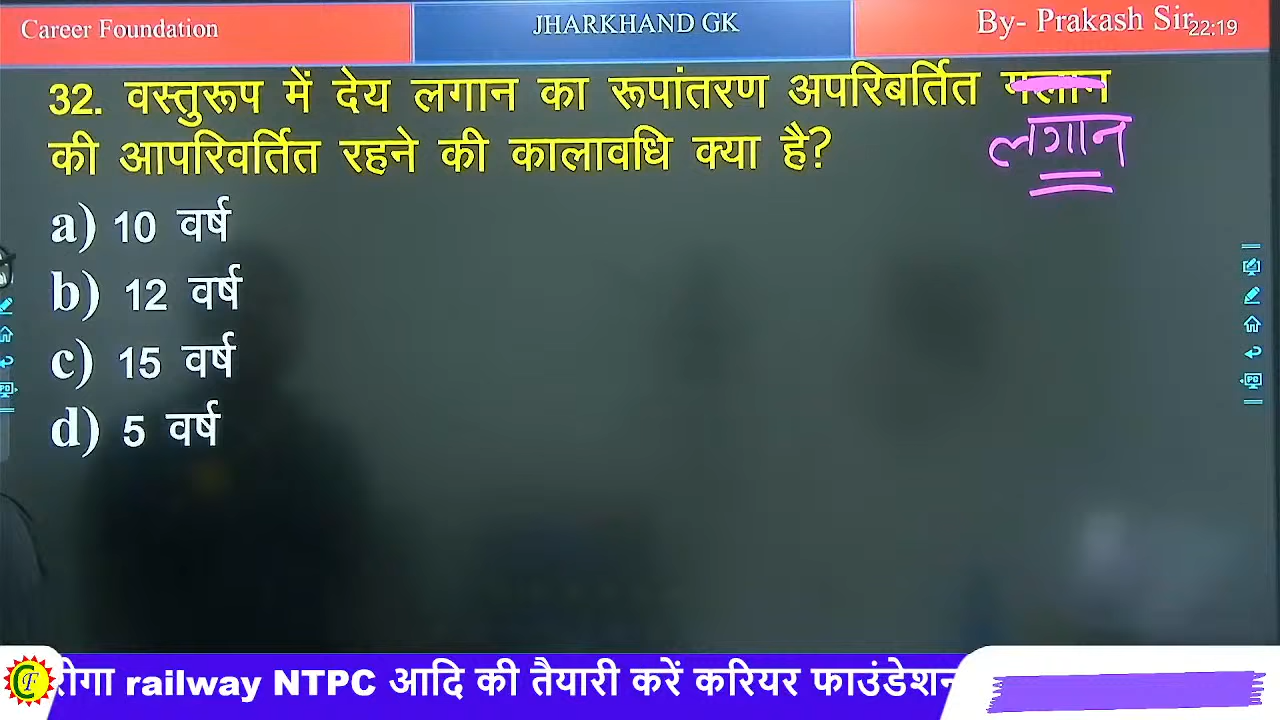 Career Foundation
JHARKHAND GK
By- Prakash Sir
22:19
32. वस्तुरूप में देय लगान का रूपांतरण अपरिबर्तित
लगान
की आपरिवर्तित रहने की कालावधि क्या है?
a) 10 वर्ष
b) 12 वर्ष
c) 15 वर्ष
d) 5 वर्ष
railway NTPC आदि की तैयारी करें करियर फाउंडेशन